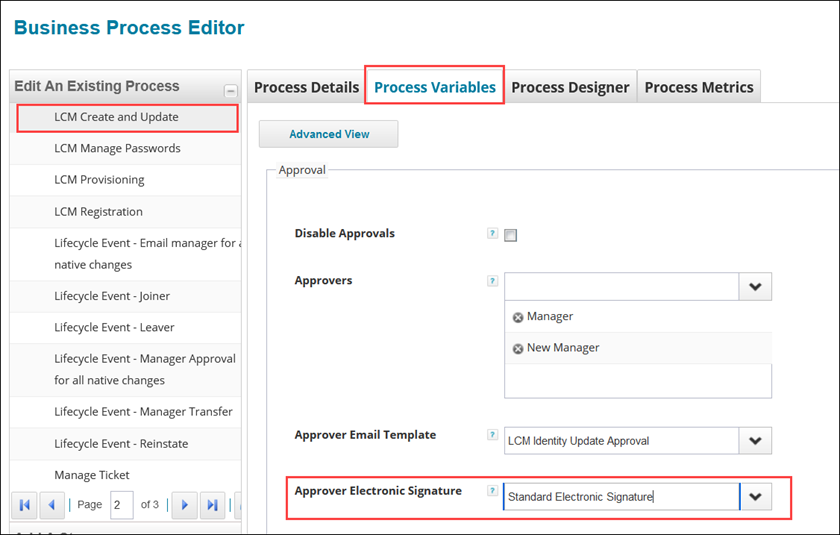 Business Process Editor
Edit An Existing Process
LCM Create and Update
LCM Manage Passwords
LCM Provisioning
LCM Registration
Lifecycle Event - Email manager for a
native changes
Lifecycle Event - Joiner
Lifecycle Event - Leaver
Lifecycle Event - Manager Approval
for all native changes
Lifecycle Event - Manager Transfer
Lifecycle Event - Reinstate
Manage Ticket
Page 2 of 3
Process Details Process Variables Process Designer Process Metrics
Advanced View
Approval
Disable Approvals ?
Approvers ?
Manager
New Manager
Approver Email Template ? LCM Identity Update Approval
Approver Electronic Signature ? Standard Electronic Signature